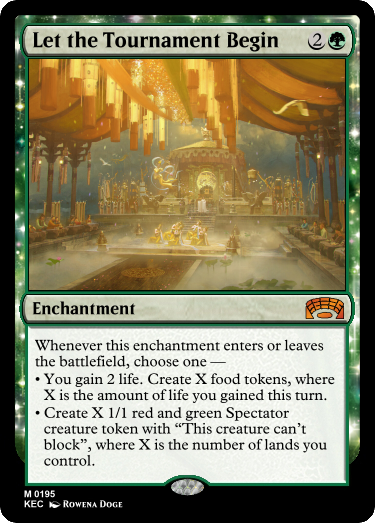 Let the Tournament Begin 2
Enchantment
Whenever this enchantment enters or leaves
the battlefield, choose one —
• You gain 2 life. Create X food tokens, where
X is the amount of life you gained this turn.
• Create X 1/1 red and green Spectator
creature token with “This creature can’t
block”, where X is the number of lands you
control.
M 0195
KEC Rowena Doge